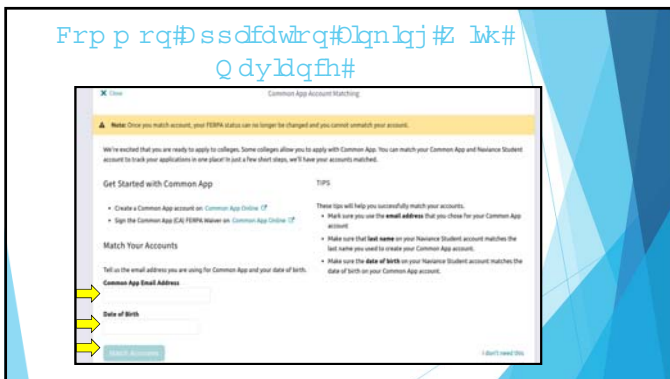 Frp p rq#Dssolfdwlrq#Olqnlqj#Z lwk#
Q dyldqfh#
Close
Common App Account Matching
Note: Once you match account, your FERPA status can no longer be changed and you cannot unmatch your account.
We're excited that you are ready to apply to colleges. Some colleges allow you to apply with Common App. You can match your Common App and Naviance Student
account to track your applications in one place! In just a few short steps, we'll have your accounts matched.
Get Started with Common App
• Create a Common App account on Common App Online
• Sign the Common App (CA) FERPA Waiver on Common App Online
Match Your Accounts
Tell us the email address you are using for Common App and your date of birth.
Common App Email Address
Date of Birth
Match Accounts
TIPS
These tips will help you successfully match your accounts.
• Mark sure you use the email address that you chose for your Common App
account
• Make sure that last name on your Naviance Student account matches the
last name you used to create your Common App account.
• Make sure the date of birth on your Naviance Student account matches the
date of birth on your Common App account.
I don't need this